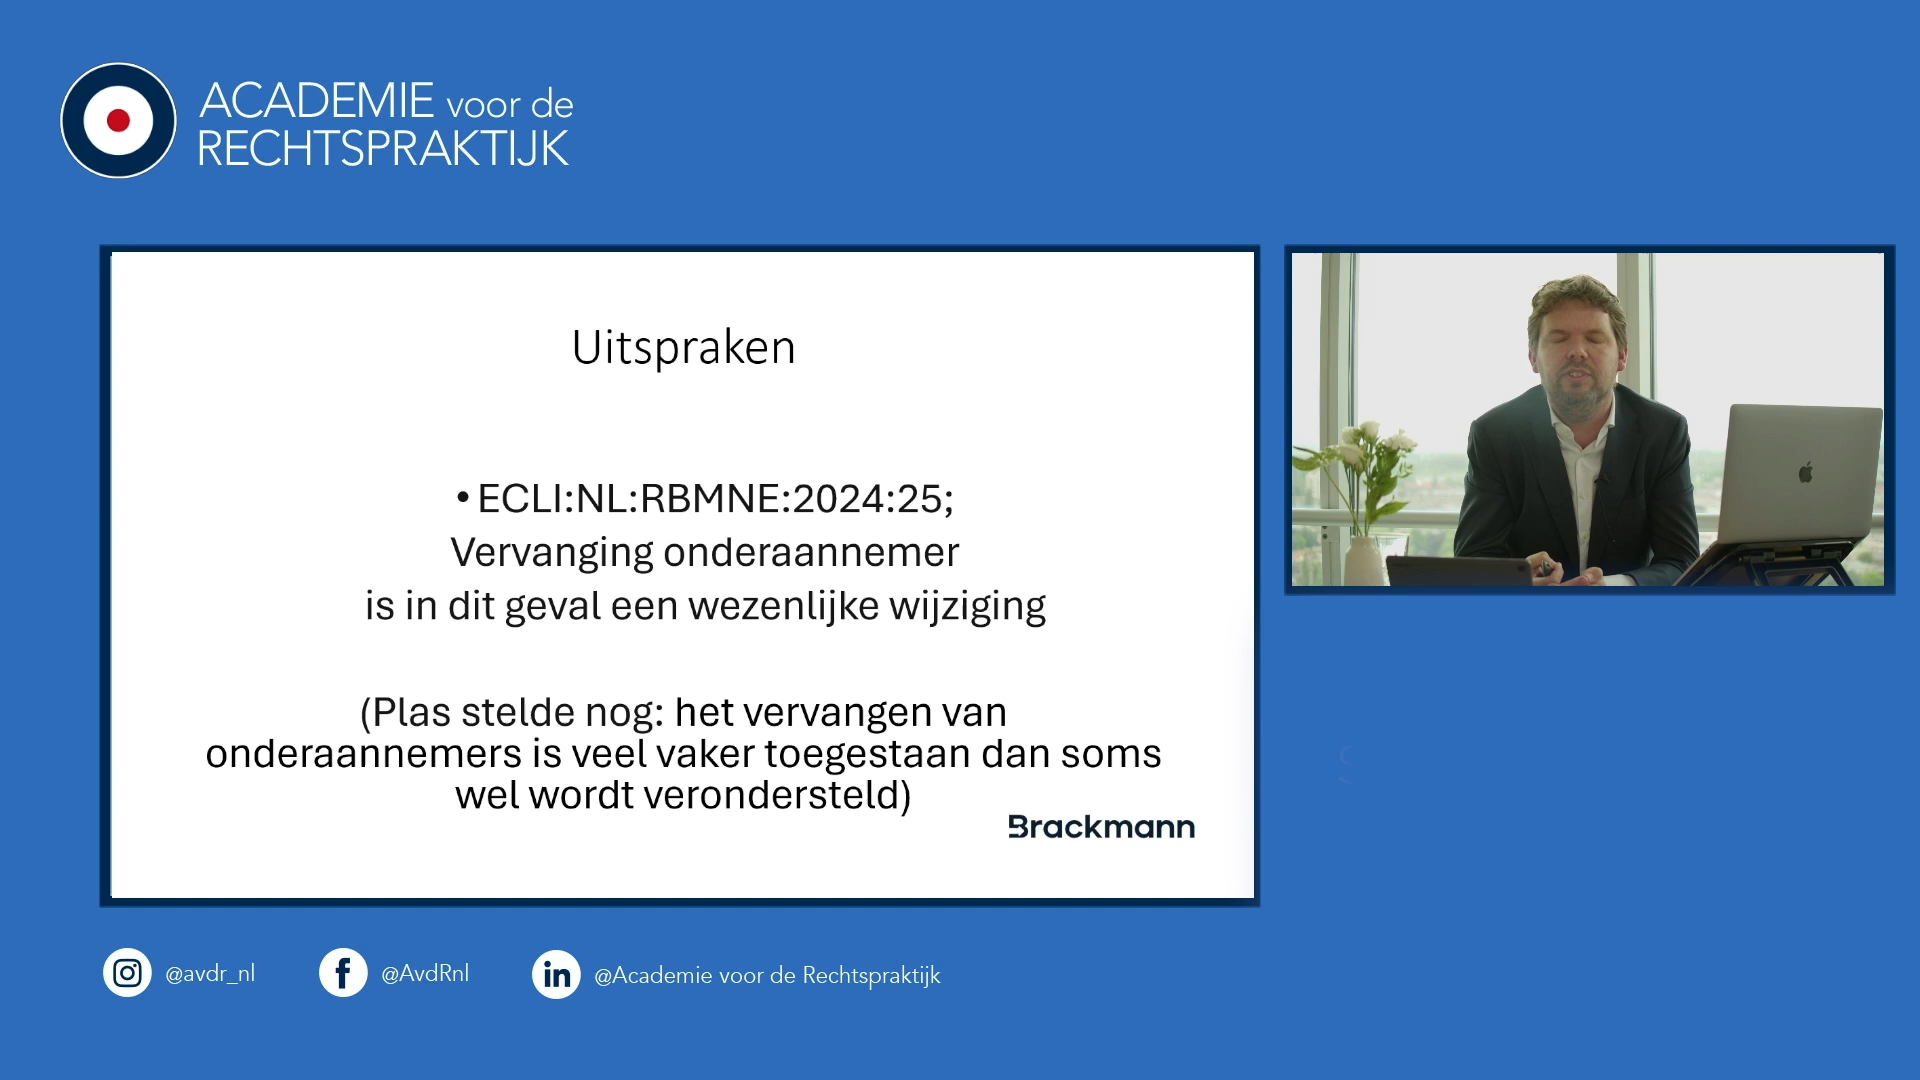 ACADEMIE voor de
RECHTSPRAKTIJK
Uitspraken
• ECLI:NL:RBMNE:2024:25;
Vervanging onderaannemer
is in dit geval een wezenlijke wijziging
(Plas stelde nog: het vervangen van
onderaannemers is veel vaker toegestaan dan soms
wel wordt verondersteld)
Brackmann
@avdr_nl
@AvdRnl
@Academie voor de Rechtspraktijk